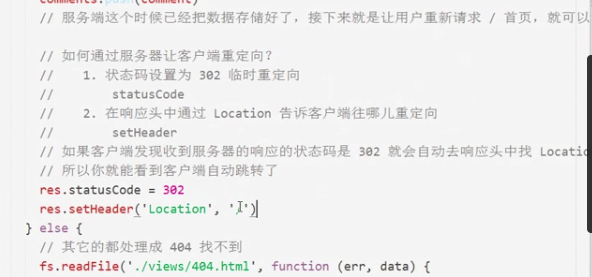 comments.push(comment)
// 服务端这个时候已经把数据存储好了，接下来就是让用户重新请求 / 首页，就可以
// 如何通过服务器让客户端重定向？
//    1. 状态码设置为 302 临时重定向
//       statusCode
//    2. 在响应头中通过 Location 告诉客户端往哪儿重定向
//       setHeader
// 如果客户端发现收到服务器的响应的状态码是 302 就会自动去响应头中找 Locatio
// 所以你就能看到客户端自动跳转了
res.statusCode = 302
res.setHeader('Location', '/')
} else {
// 其它的都处理成 404 找不到
fs.readFile('./views/404.html', function (err, data) {